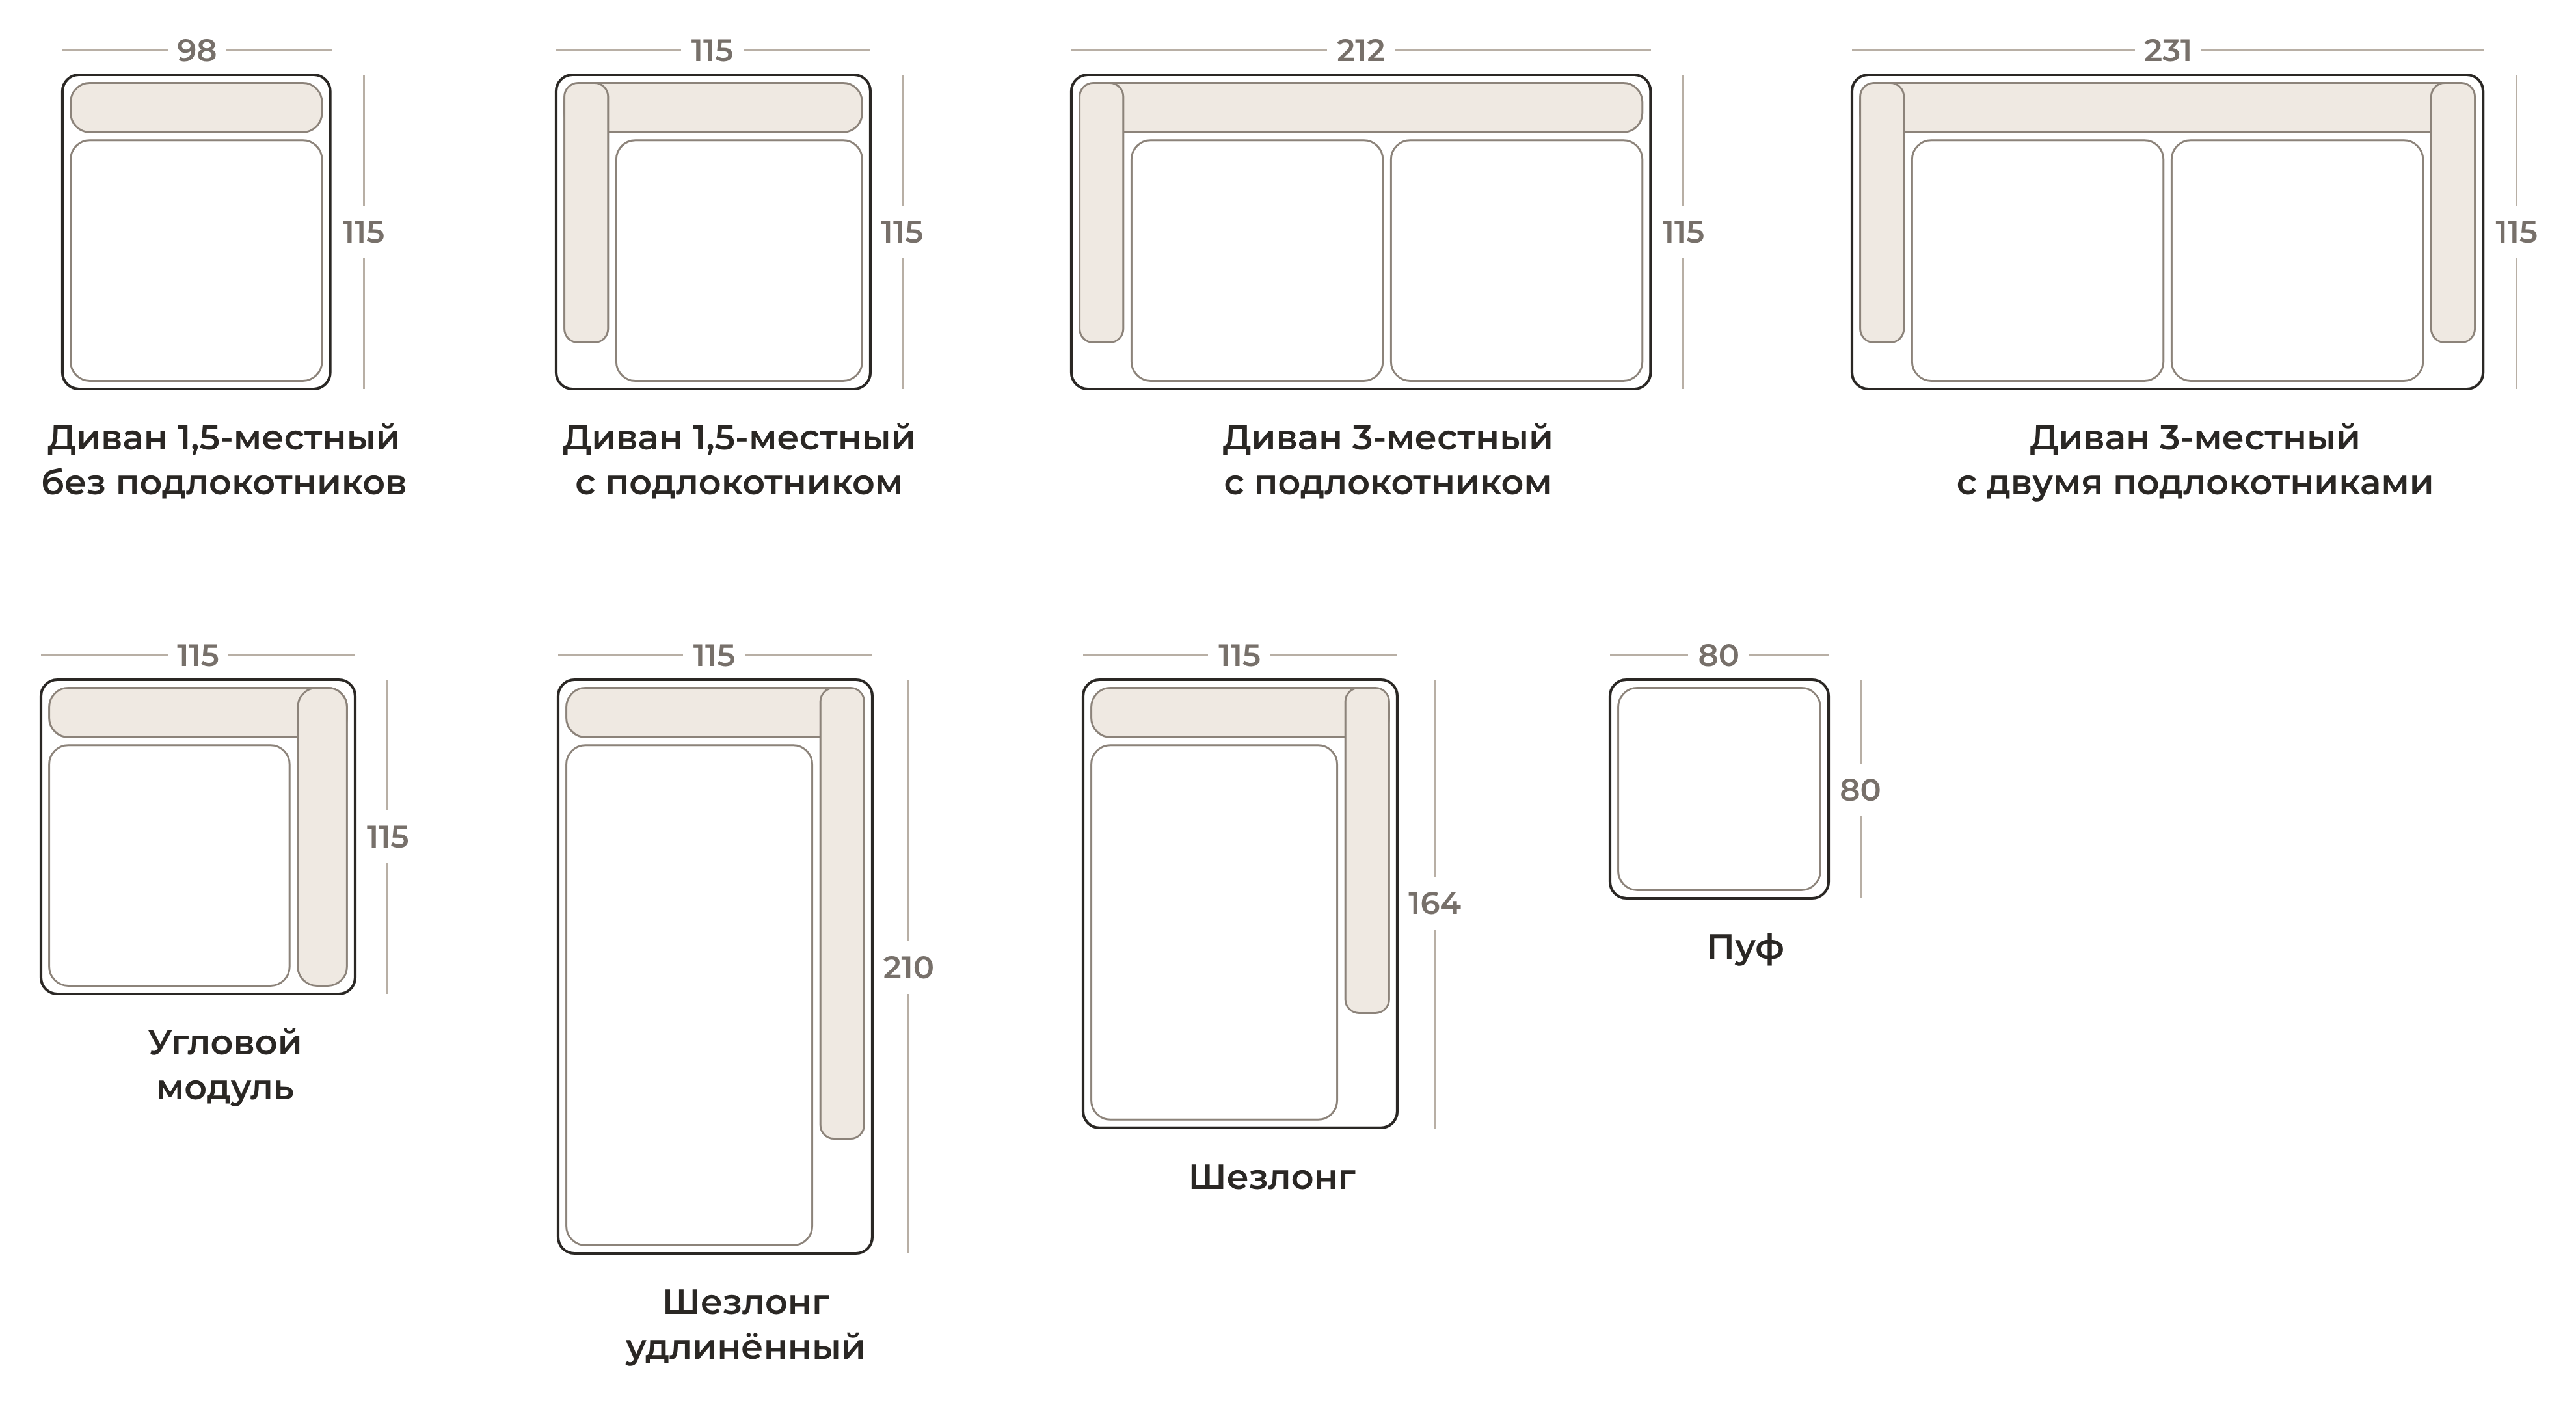 98
115
212
231
115
115
115
115
Диван 1,5-местный
без подлокотников
Диван 1,5-местный
с подлокотником
Диван 3-местный
с подлокотником
Диван 3-местный
с двумя подлокотниками
115
115
115
80
115
210
164
80
Угловой
модуль
Шезлонг
удлинённый
Шезлонг
Пуф